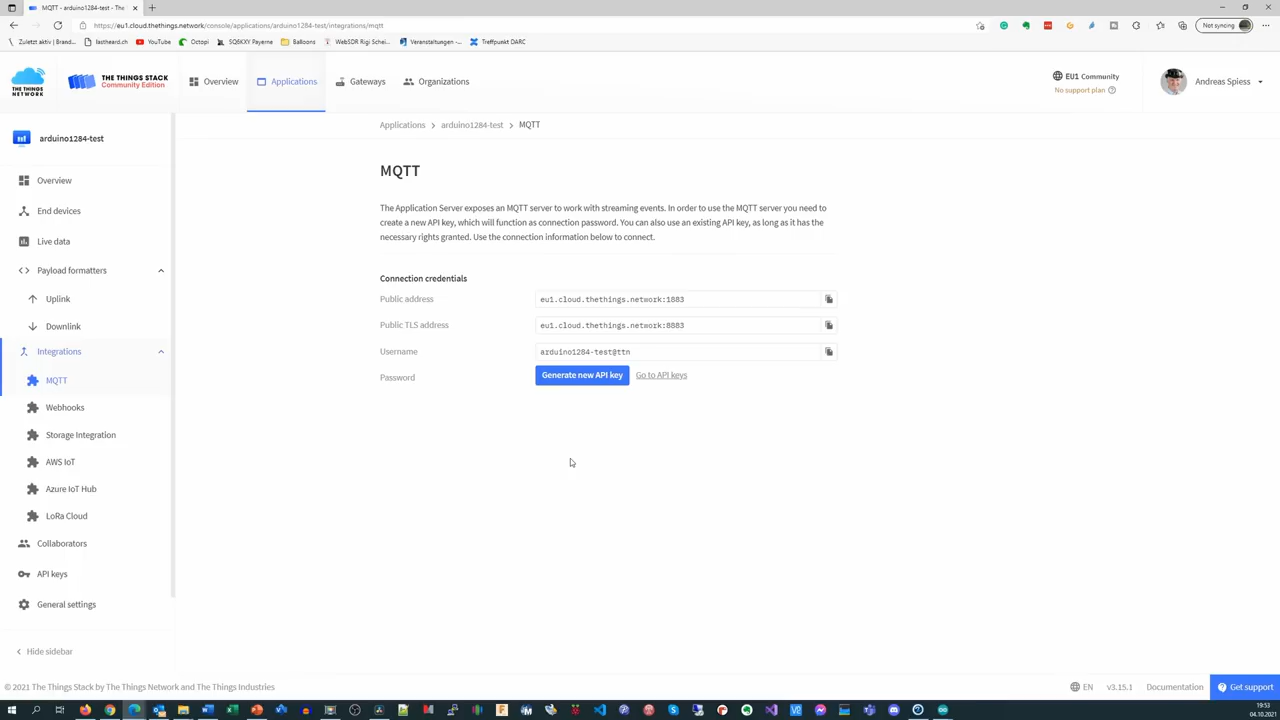 MQTT - arduino1284-test - The
https://eu1.cloud.thethings.network/console/applications/arduino1284-test/integrations/mqtt
Not syncing
Zuletzt aktiv | Brand...
lastheard.ch
YouTube
Octopi
SQ6KXY Payerne
Balloons
WebSDR Rigi Schei...
Veranstaltungen -...
Treffpunkt DARC
THE THINGS
NETWORK
THE THINGS STACK
Community Edition
Overview
Applications
Gateways
Organizations
EU1 Community
No support plan
Andreas Spiess
arduino1284-test
Overview
End devices
Live data
Payload formatters
Uplink
Downlink
Integrations
MQTT
Webhooks
Storage Integration
AWS IoT
Azure IoT Hub
LoRa Cloud
Collaborators
API keys
General settings
Hide sidebar
Applications > arduino1284-test > MQTT
MQTT
The Application Server exposes an MQTT server to work with streaming events. In order to use the MQTT server you need to
create a new API key, which will function as connection password. You can also use an existing API key, as long as it has the
necessary rights granted. Use the connection information below to connect.
Connection credentials
Public address eu1.cloud.thethings.network:1883
Public TLS address eu1.cloud.thethings.network:8883
Username arduino1284-test@ttn
Password Generate new API key Go to API keys
© 2021 The Things Stack by The Things Network and The Things Industries
EN
v3.15.1
Documentation
Get support
19:53
04.10.2021